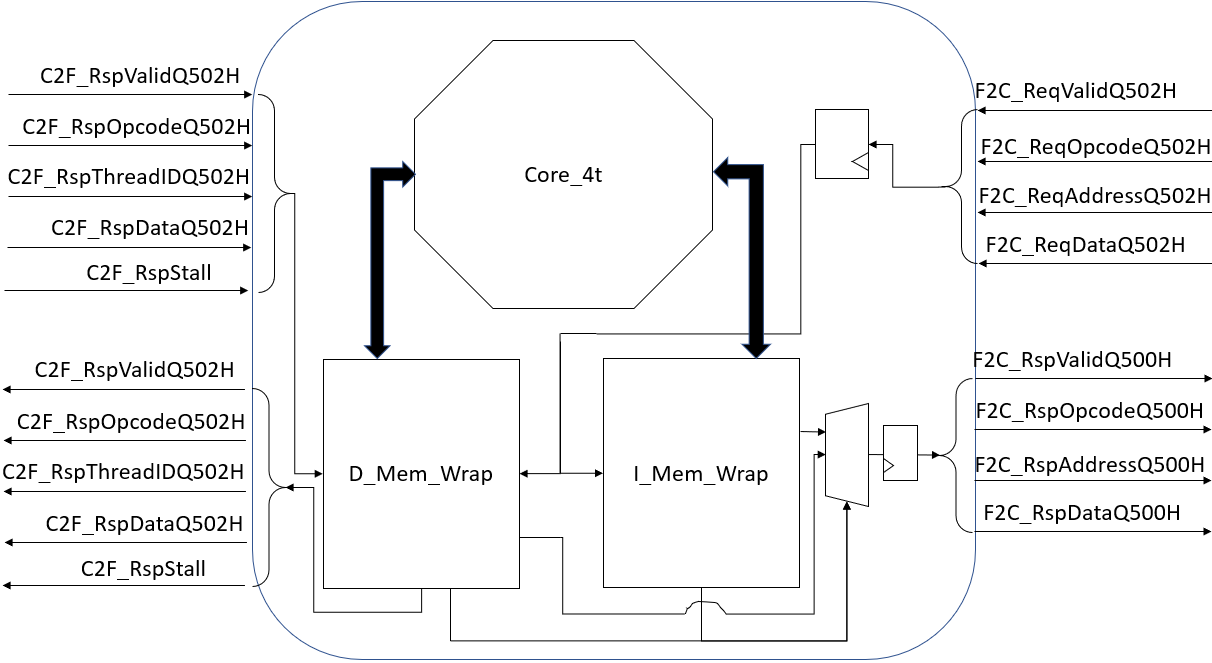 C2F_RspValidQ502H
C2F_RspOpcodeQ502H
C2F_RspThreadIDQ502H
C2F_RspDataQ502H
C2F_RspStall
C2F_RspValidQ502H
C2F_RspOpcodeQ502H
C2F_RspThreadIDQ502H
C2F_RspDataQ502H
C2F_RspStall
Core_4t
D_Mem_Wrap
I_Mem_Wrap
F2C_ReqValidQ502H
F2C_ReqOpcodeQ502H
F2C_ReqAddressQ502H
F2C_ReqDataQ502H
F2C_RspValidQ500H
F2C_RspOpcodeQ500H
F2C_RspAddressQ500H
F2C_RspDataQ500H